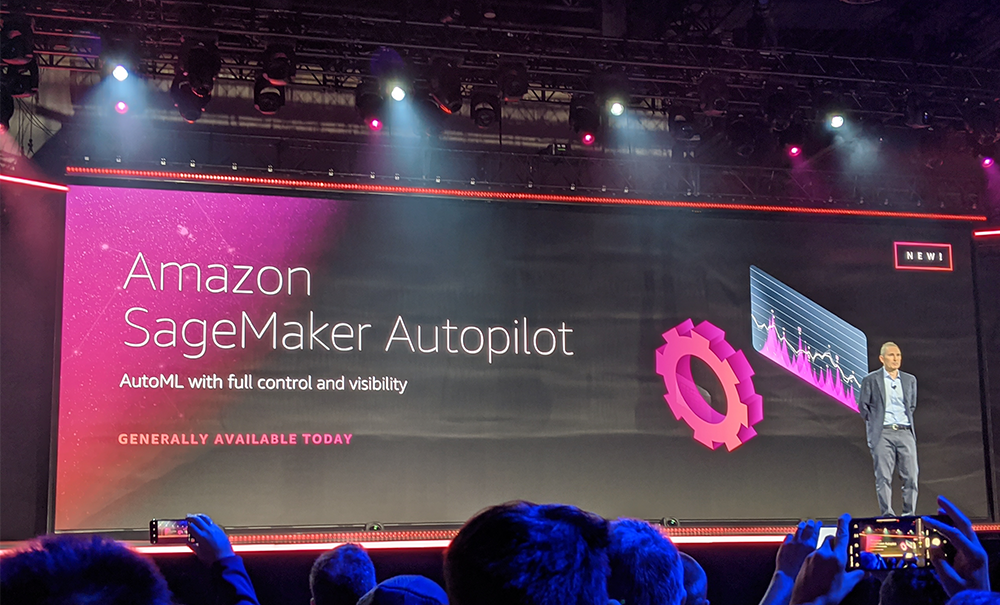 NEW!
Amazon
SageMaker Autopilot
AutoML with full control and visibility
GENERALLY AVAILABLE TODAY